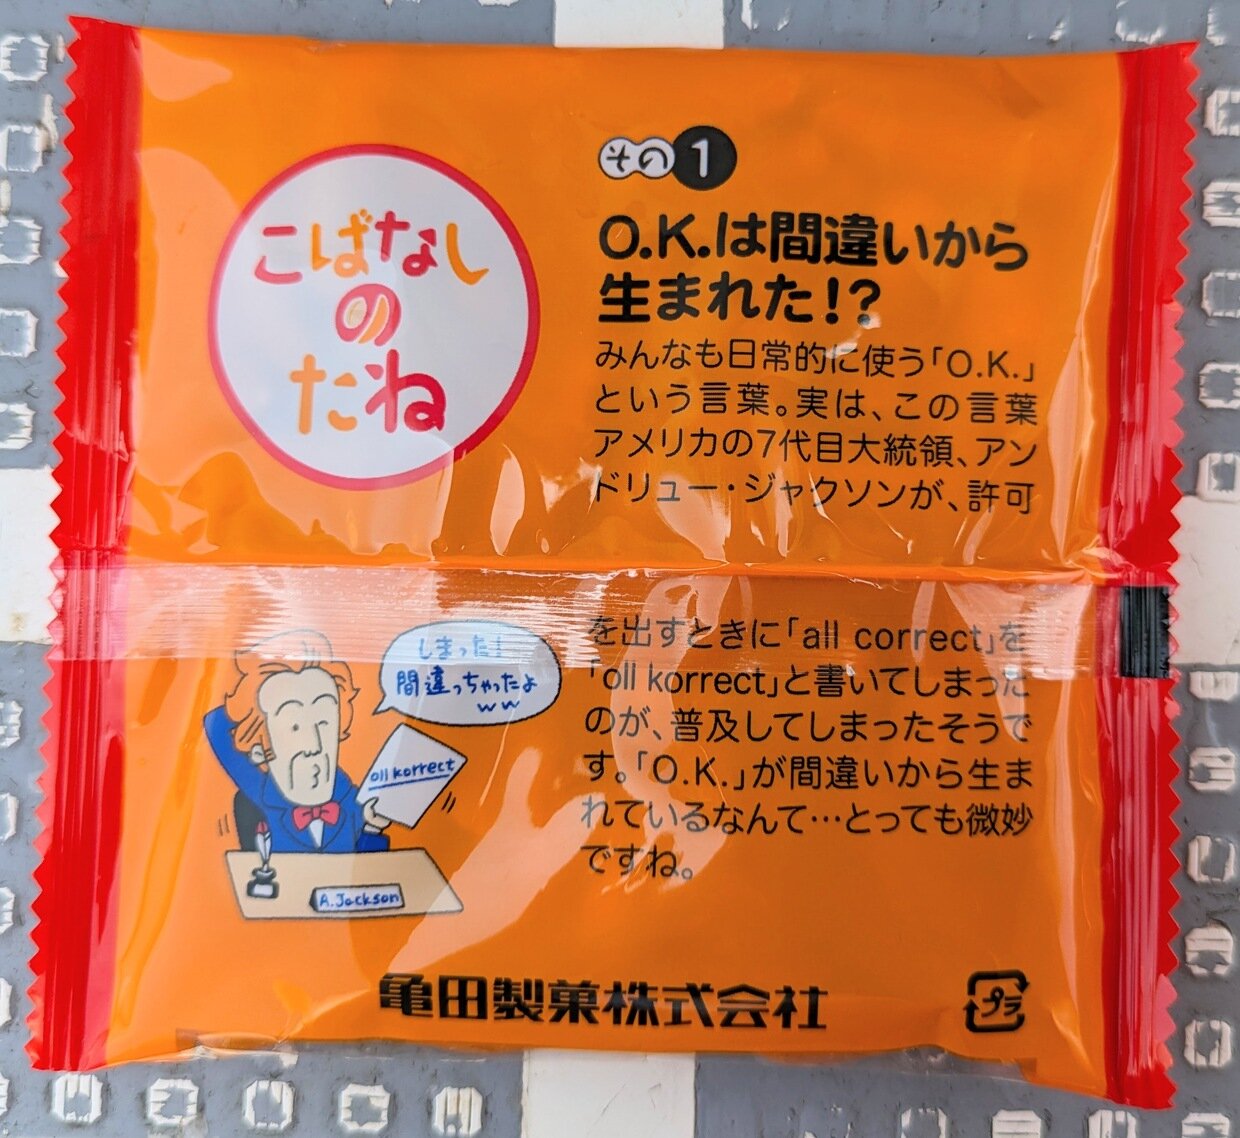 こばなし
の
たね
その1
O.K.は間違いから
生まれた!?
みんなも日常的に使う「O.K.」
という言葉。実は、この言葉
アメリカの7代目大統領、アン
ドリュー・ジャクソンが、許可
を出すときに「all correct」を
「oll korrect」と書いてしまった
のが、普及してしまったそうで
す。「O.K.」が間違いから生ま
れているなんて…とっても微妙
ですね。
しまった!
間違っちゃったよ
ww
oll korrect
A.Jackson
亀田製菓株式会社
プラ